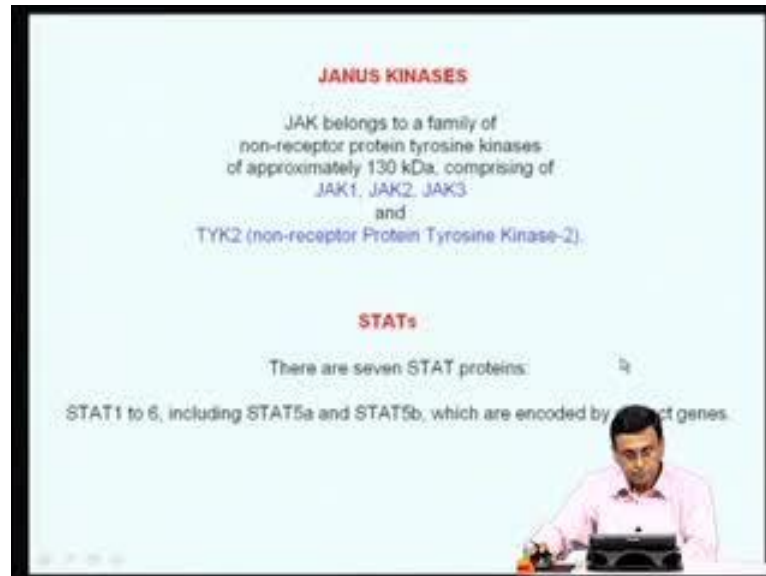 JANUS KINASES
JAK belongs to a family of
non-receptor protein tyrosine kinases
of approximately 130 kDa, comprising of
JAK1, JAK2, JAK3
and
TYK2 (non-receptor Protein Tyrosine Kinase-2).
STATs
There are seven STAT proteins:
STAT1 to 6, including STAT5a and STAT5b, which are encoded by genes.